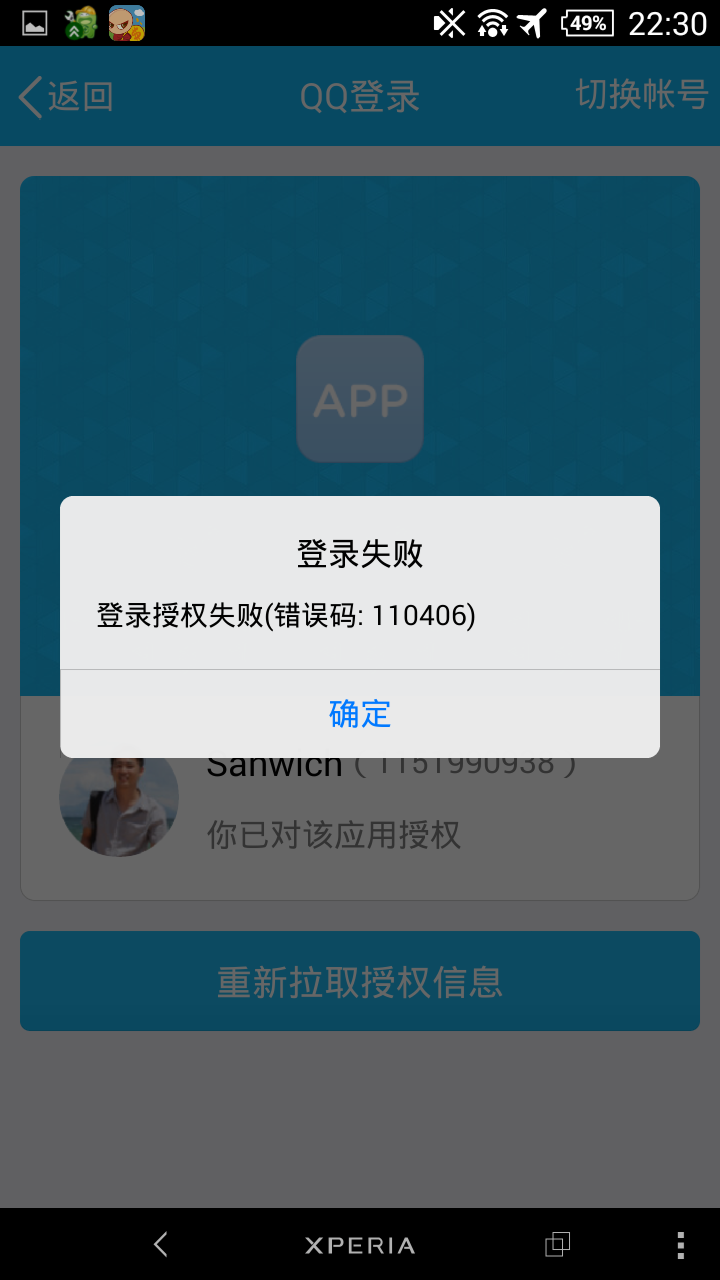 49% 22:30
返回 QQ登录 切换帐号
APP
登录失败
登录授权失败(错误码: 110406)
确定
Sanwich（1151990938）
你已对该应用授权
重新拉取授权信息
XPERIA